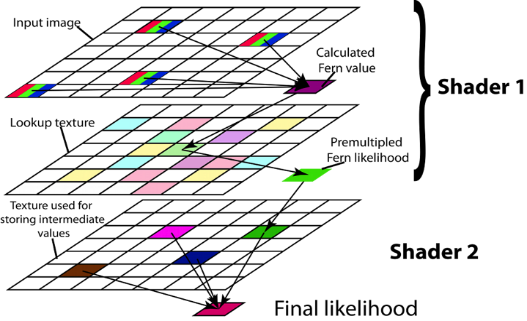 Input image
Calculated
Fern value
Shader 1
Lookup texture
Premultipled
Fern likelihood
Texture used for
storing intermediate
values
Shader 2
Final likelihood